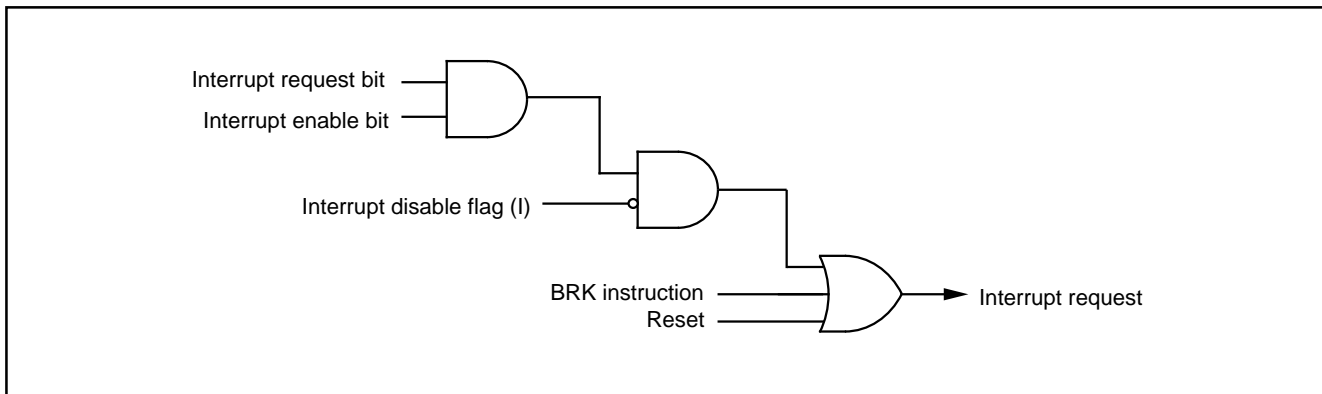 Interrupt request bit
Interrupt enable bit
Interrupt disable flag (I)
BRK instruction
Reset
Interrupt request